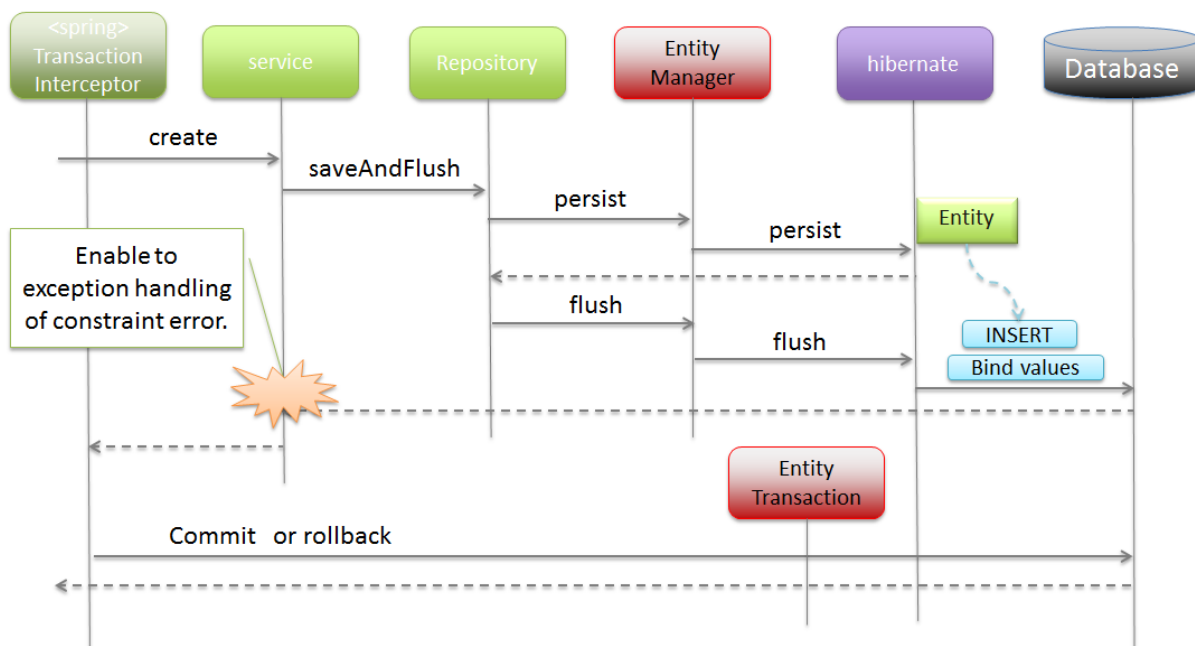 <spring>
Transaction
Interceptor
service
Repository
Entity
Manager
hibernate
Database
create
saveAndFlush
persist
persist
Entity
Enable to
exception handling
of constraint error.
flush
flush
INSERT
Bind values
Entity
Transaction
Commit or rollback